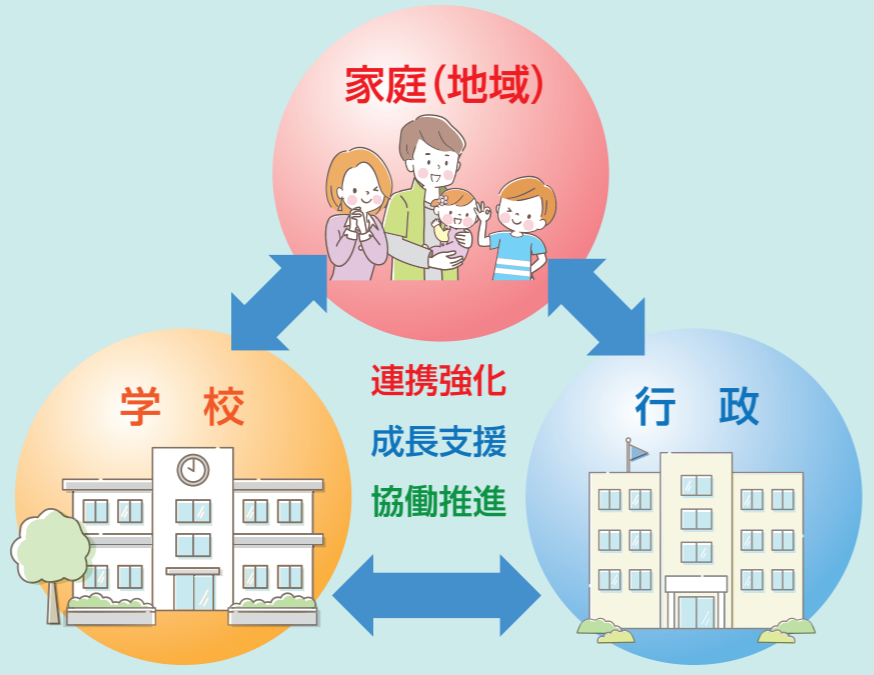 家庭(地域)
学 校
連携強化
成長支援
協働推進
行 政